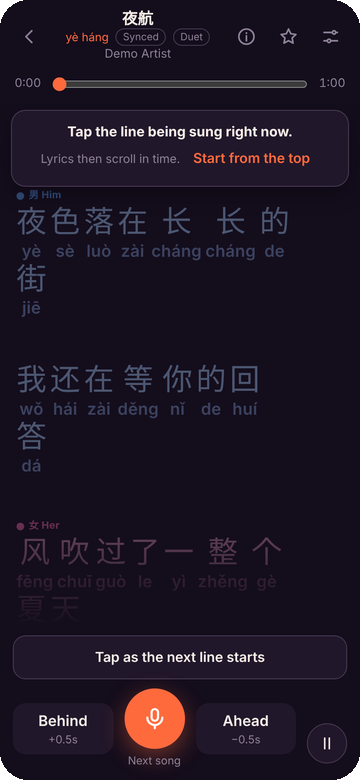 夜航
yè háng Synced Duet
Demo Artist
0:00 1:00
Tap the line being sung right now.
Lyrics then scroll in time. Start from the top
男 Him
夜色落在长长的
yè sè luò zài cháng cháng de
街
jiē
我还在等你的回
wǒ hái zài děng nǐ de huí
答
dá
女 Her
风吹过了一整个
fēng chuī guò le yì zhěng gè
夏天
Tap as the next line starts
Behind
+0.5s
Ahead
−0.5s
Next song